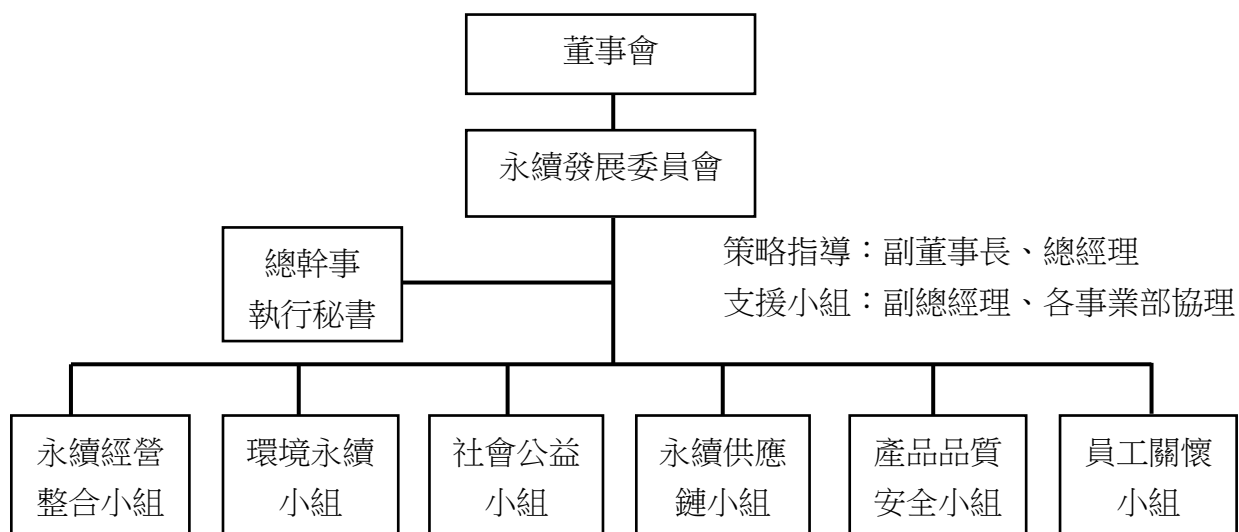 董事會
永續發展委員會
總幹事
執行秘書
策略指導：副董事長、總經理
支援小組：副總經理、各事業部協理
永續經營
整合小組
環境永續
小組
社會公益
小組
永續供應
鏈小組
產品品質
安全小組
員工關懷
小組